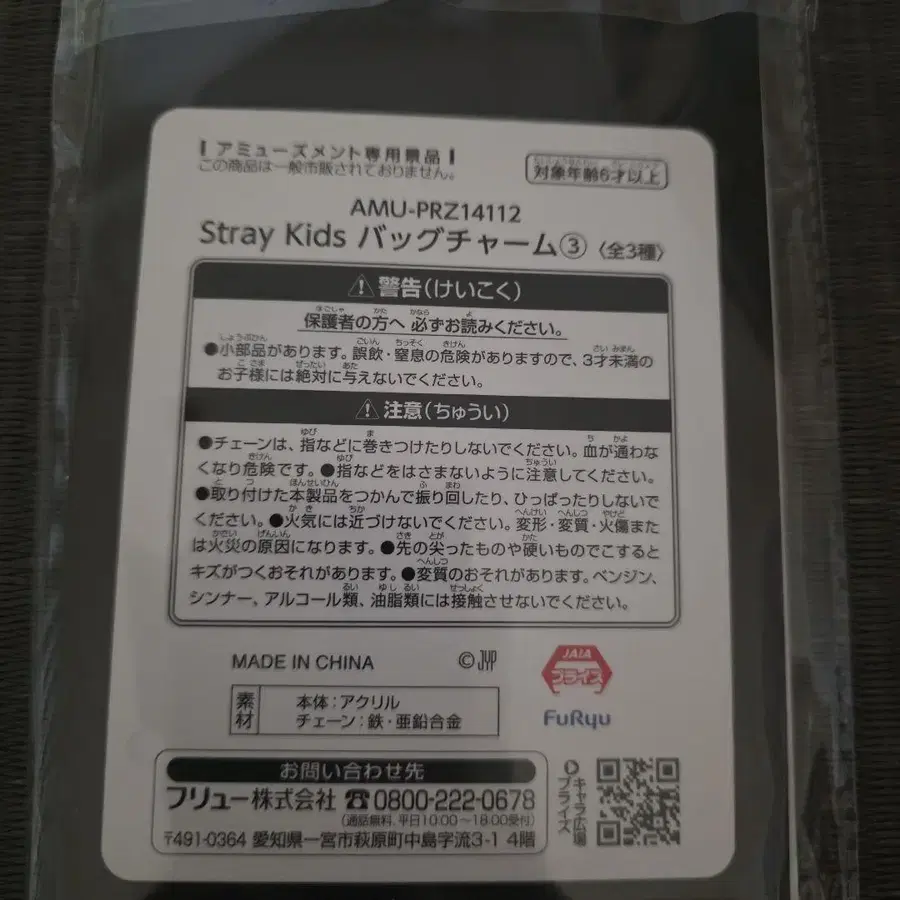 アミューズメント専用景品
この商品は一般市販されておりません。
対象年齢6才以上
AMU-PRZ14112
Stray Kids バッグチャーム③〈全3種〉
⚠警告(けいこく)
保護者の方へ 必ずお読みください。
●小部品があります。誤飲・窒息の危険がありますので、3才未満の
お子様には絶対に与えないでください。
⚠注意(ちゅうい)
●チェーンは、指などに巻きつけたりしないでください。血が通わな
くなり危険です。●指などをはさまないように注意してください。
●取り付けた本製品をつかんで振り回したり、ひっぱったりしないで
ください。●火気には近づけないでください。変形・変質・火傷また
は火災の原因になります。●先の尖ったものや硬いものでこすると
キズがつくおそれがあります。●変質のおそれがあります。ベンジン、
シンナー、アルコール類、油脂類には接触させないでください。
MADE IN CHINA
© JYP
JAIA
プライズ
FuRyu
素材
本体:アクリル
チェーン:鉄・亜鉛合金
お問い合わせ先
フリュー株式会社 ☎0800-222-0678
(通話無料、平日10:00〜18:00受付)
〒491-0364 愛知県一宮市萩原町中島字流3-1 4階
キャラ広場
プライズ